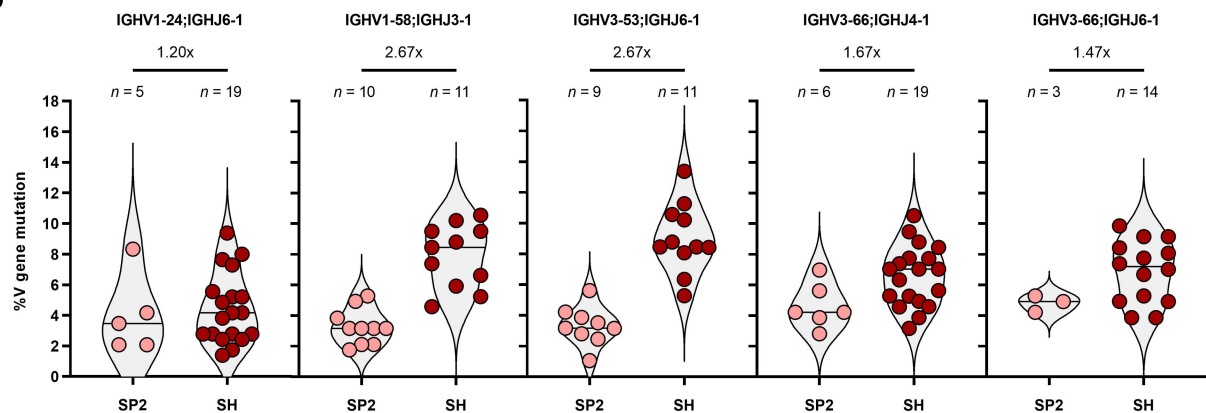 IGHV1-24;IGHJ6-1 IGHV1-58;IGHJ3-1 IGHV3-53;IGHJ6-1 IGHV3-66;IGHJ4-1 IGHV3-66;IGHJ6-1
1.20x 2.67x 2.67x 1.67x 1.47x
n = 5 n = 19 n = 10 n = 11 n = 9 n = 11 n = 6 n = 19 n = 3 n = 14
18
16
14
12
10
8
6
4
2
0
%V gene mutation
SP2 SH SP2 SH SP2 SH SP2 SH SP2 SH